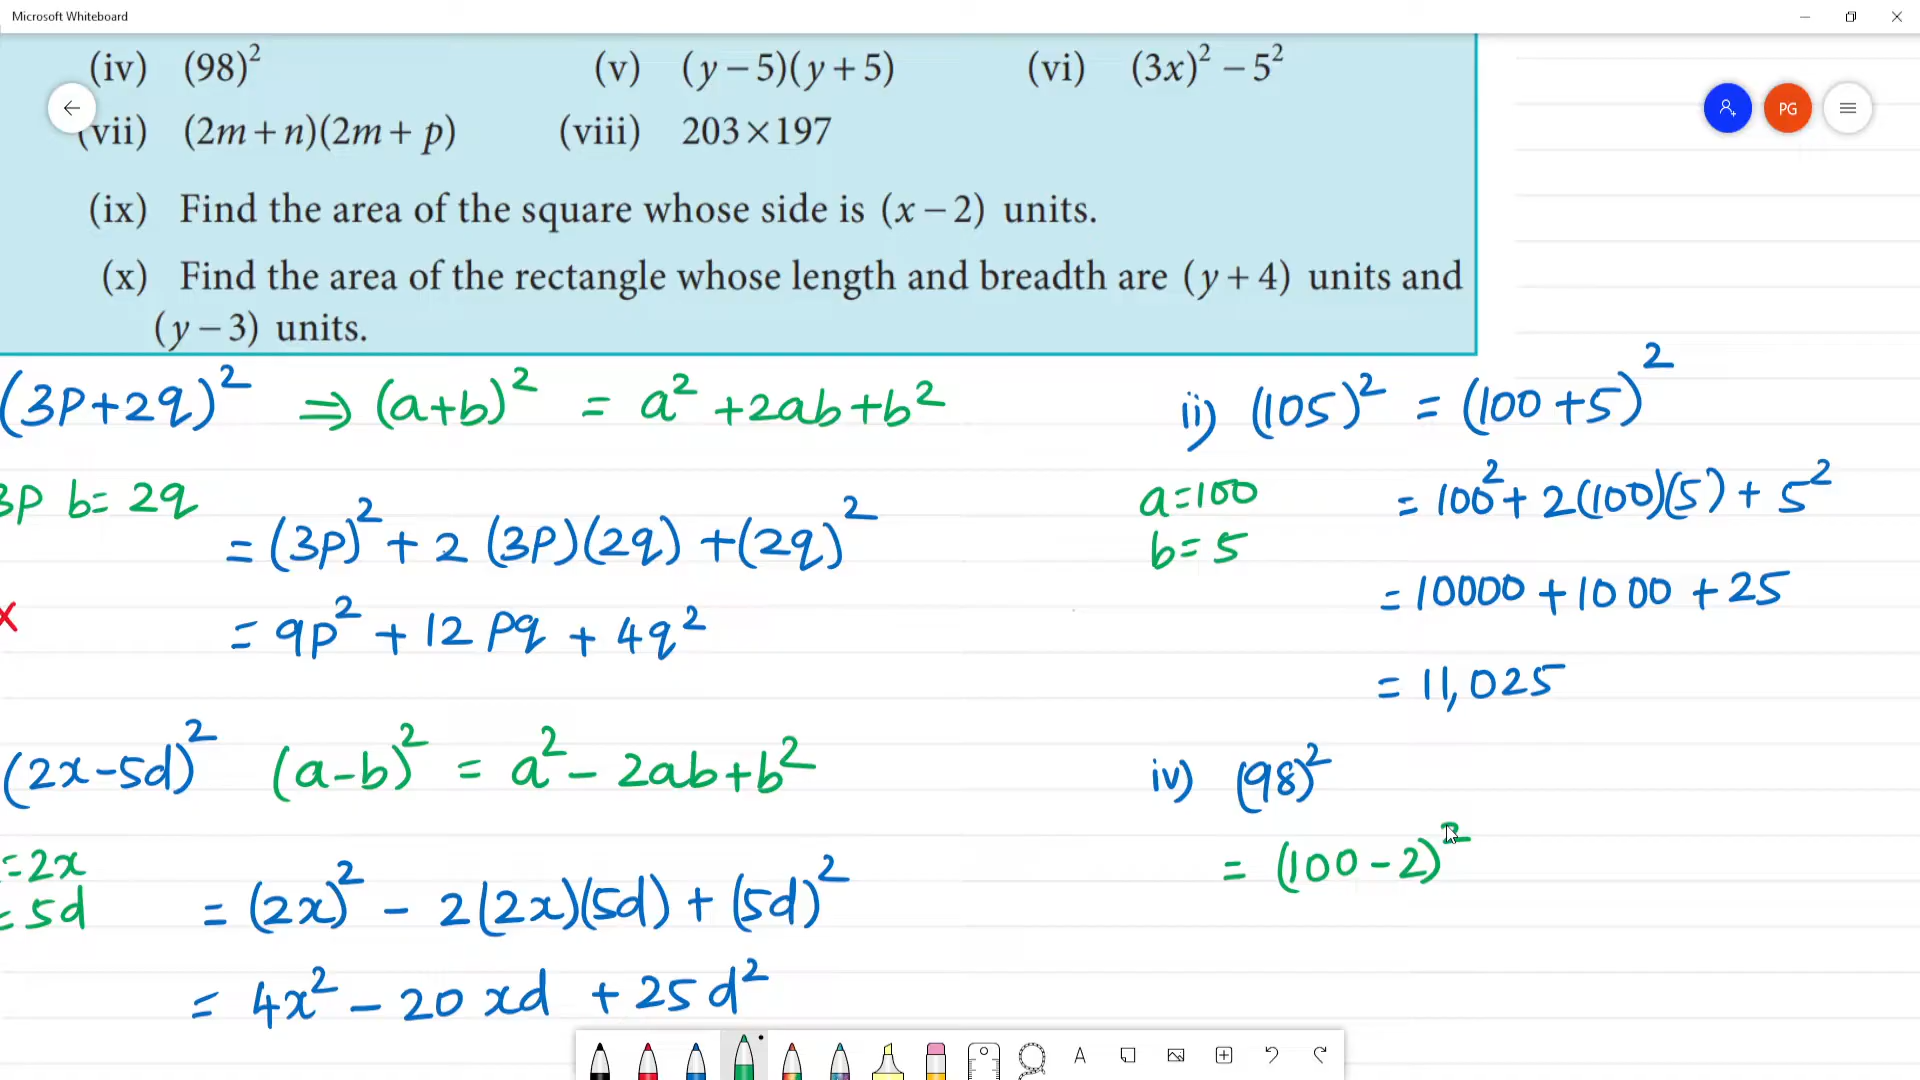 Microsoft Whiteboard
(iv) (98)² (v) (y − 5)(y + 5) (vi) (3x)² − 5²
(vii) (2m + n)(2m + p) (viii) 203 × 197
(ix) Find the area of the square whose side is (x − 2) units.
(x) Find the area of the rectangle whose length and breadth are (y + 4) units and
(y − 3) units.
PG
(3p+2q)² ⇒ (a+b)² = a² + 2ab + b²
3p b = 2q
= (3p)² + 2 (3p)(2q) + (2q)²
x
= 9p² + 12 pq + 4q²
(2x-5d)² (a-b)² = a² - 2ab + b²
= 2x
= 5d
= (2x)² - 2(2x)(5d) + (5d)²
= 4x² - 20 xd + 25 d²
ii) (105)² = (100 + 5)²
a = 100
b = 5
= 100² + 2(100)(5) + 5²
= 10000 + 1000 + 25
= 11,025
iv) (98)²
= (100 - 2)²
A